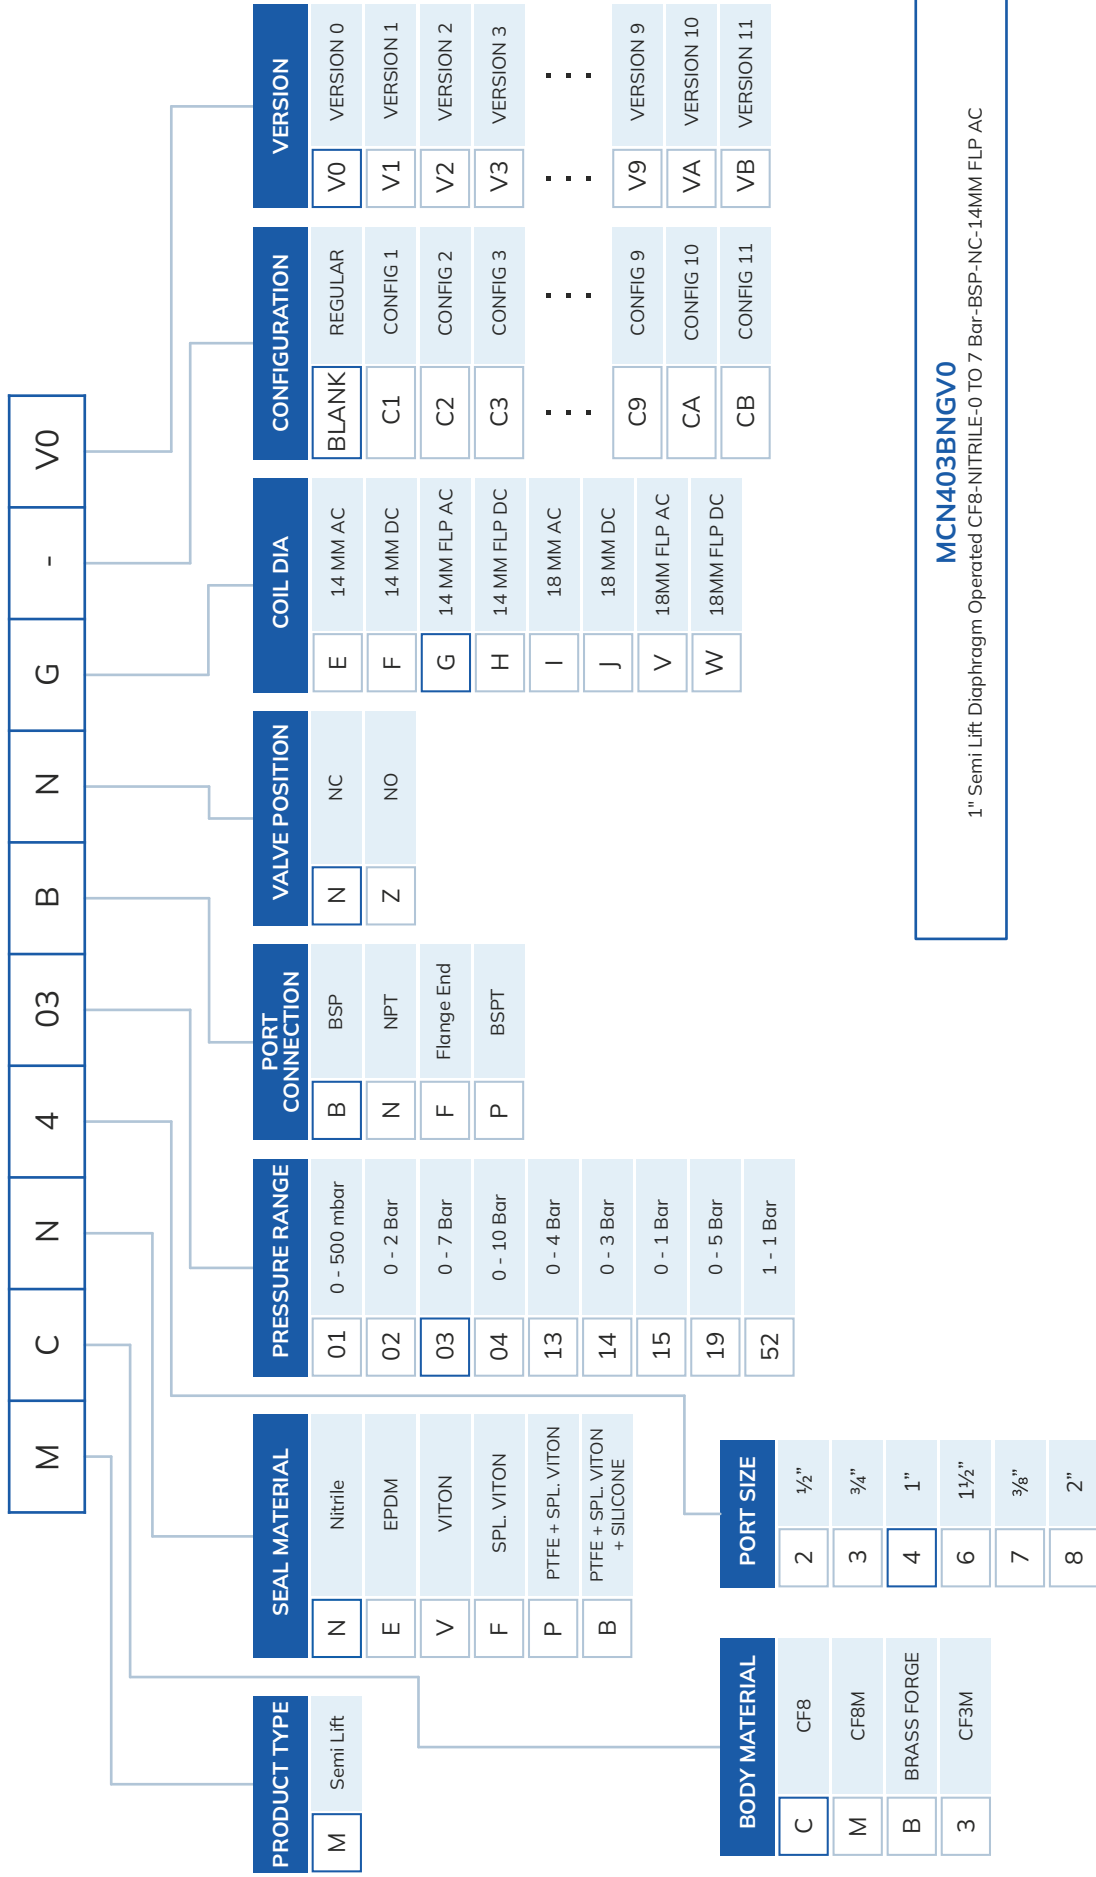 M C N 4 03 B N G - V0
PRODUCT TYPE
M Semi Lift
SEAL MATERIAL
N Nitrile
E EPDM
V VITON
F SPL. VITON
P PTFE + SPL. VITON
B PTFE + SPL. VITON
+ SILICONE
PRESSURE RANGE
01 0 - 500 mbar
02 0 - 2 Bar
03 0 - 7 Bar
04 0 - 10 Bar
13 0 - 4 Bar
14 0 - 3 Bar
15 0 - 1 Bar
19 0 - 5 Bar
52 1 - 1 Bar
PORT
CONNECTION
B BSP
N NPT
F Flange End
P BSPT
VALVE POSITION
N NC
Z NO
COIL DIA
E 14 MM AC
F 14 MM DC
G 14 MM FLP AC
H 14 MM FLP DC
I 18 MM AC
J 18 MM DC
V 18MM FLP AC
W 18MM FLP DC
CONFIGURATION
BLANK REGULAR
C1 CONFIG 1
C2 CONFIG 2
C3 CONFIG 3
. . . . . .
C9 CONFIG 9
CA CONFIG 10
CB CONFIG 11
VERSION
V0 VERSION 0
V1 VERSION 1
V2 VERSION 2
V3 VERSION 3
. . . . . .
V9 VERSION 9
VA VERSION 10
VB VERSION 11
BODY MATERIAL
C CF8
M CF8M
B BRASS FORGE
3 CF3M
PORT SIZE
2 ½”
3 ¾”
4 1”
6 1½”
7 ⅜”
8 2”
MCN403BNGV0
1" Semi Lift Diaphragm Operated CF8-NITRILE-0 TO 7 Bar-BSP-NC-14MM FLP AC